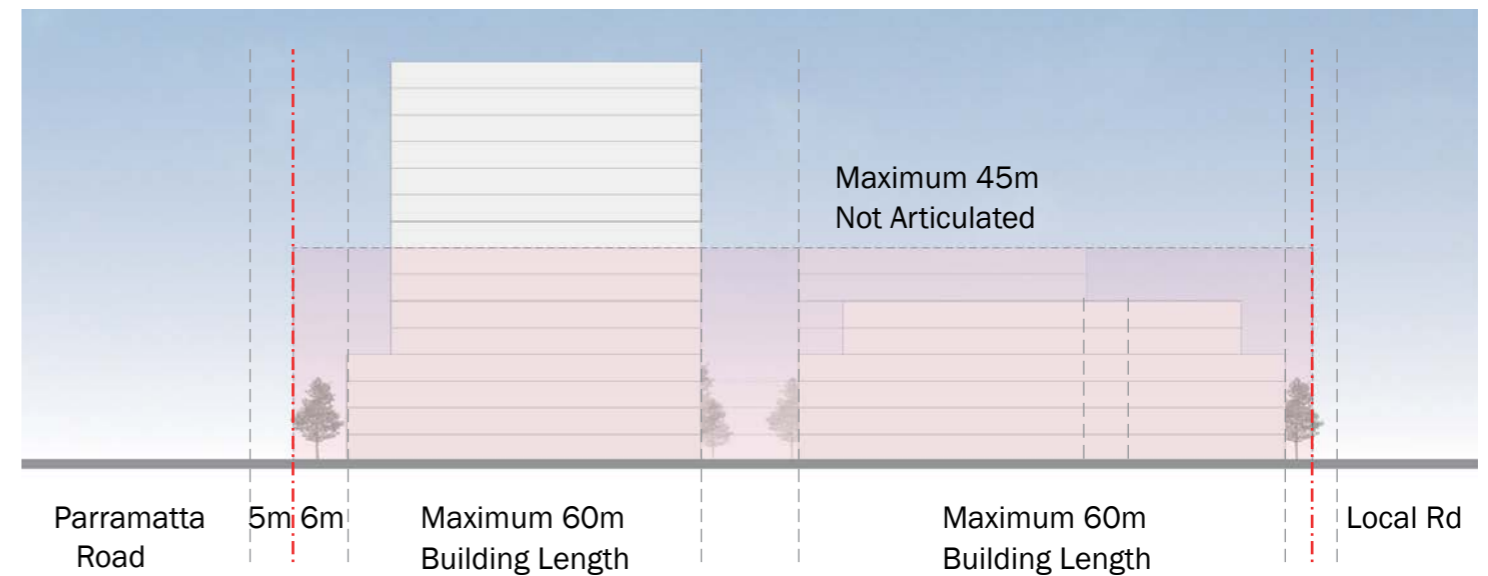 Maximum 45m
Not Articulated
Parramatta
Road
5m
6m
Maximum 60m
Building Length
Maximum 60m
Building Length
Local Rd